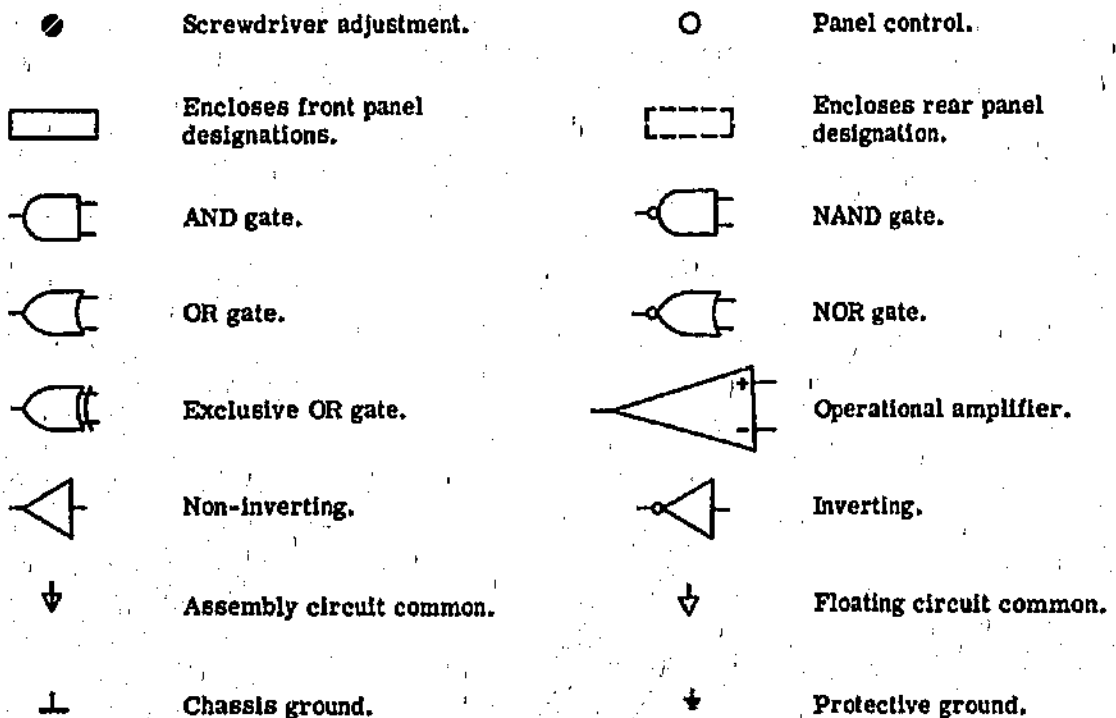 Screwdriver adjustment.
Panel control.
Encloses front panel
designations.
Encloses rear panel
designation.
AND gate.
NAND gate.
OR gate.
NOR gate.
Exclusive OR gate.
+
-
Operational amplifier.
Non-inverting.
Inverting.
Assembly circuit common.
Floating circuit common.
Chassis ground.
Protective ground.